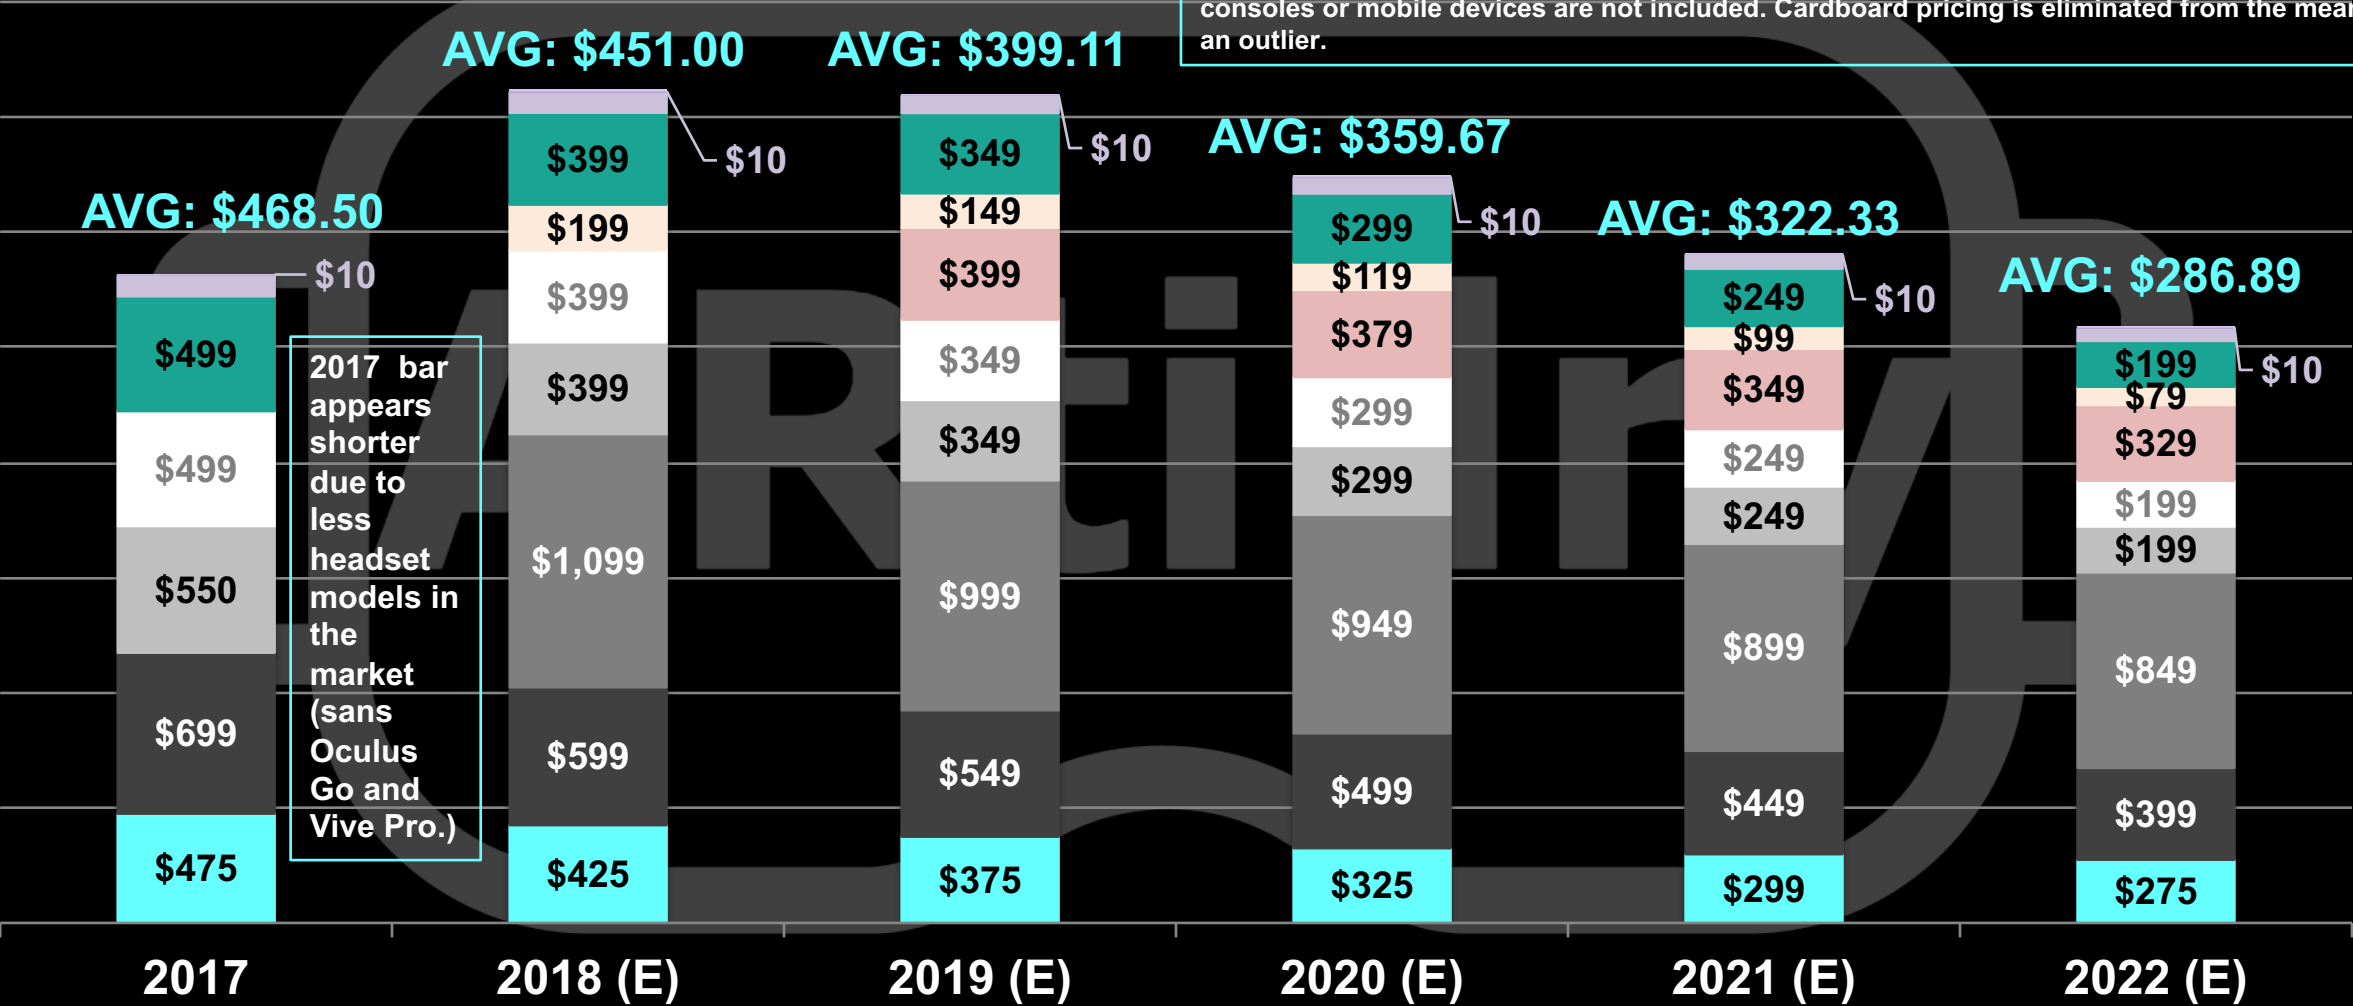 consoles or mobile devices are not included. Cardboard pricing is eliminated from the mean
an outlier.
AVG: $451.00
AVG: $399.11
AVG: $359.67
AVG: $468.50
AVG: $322.33
AVG: $286.89
$10
$499
$499
$550
$699
$475
2017 bar
appears
shorter
due to
less
headset
models in
the
market
(sans
Oculus
Go and
Vive Pro.)
$10
$399
$199
$399
$399
$1,099
$599
$425
$10
$349
$149
$399
$349
$349
$999
$549
$375
$10
$299
$119
$379
$299
$299
$949
$499
$325
$10
$249
$99
$349
$249
$249
$899
$449
$299
$10
$199
$79
$329
$199
$199
$849
$399
$275
2017
2018 (E)
2019 (E)
2020 (E)
2021 (E)
2022 (E)